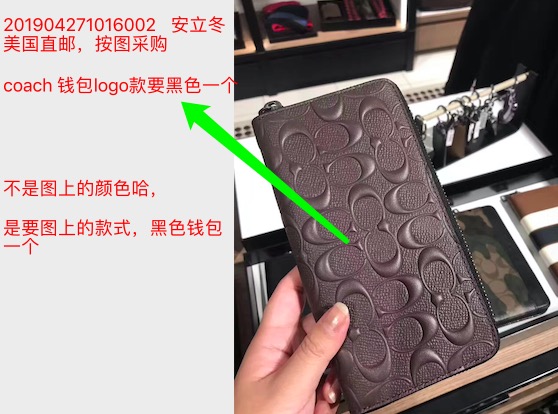 201904271016002 安立冬
美国直邮，按图采购
coach 钱包logo款要黑色一个
不是图上的颜色哈，
是要图上的款式，黑色钱包
一个